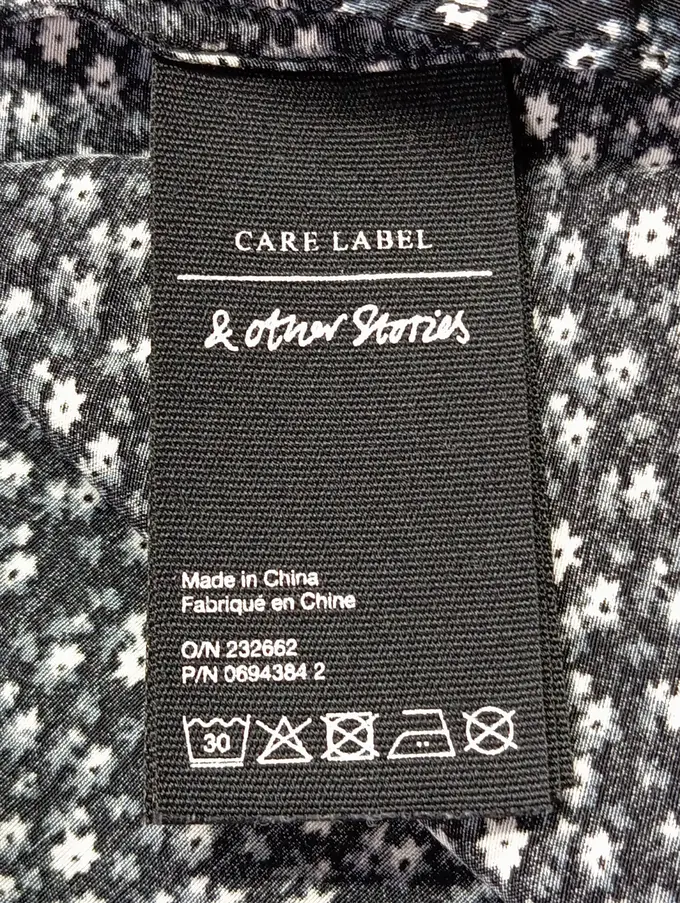 CARE LABEL
& other Stories
Made in China
Fabriqué en Chine
O/N 232662
P/N 0694384 2
30